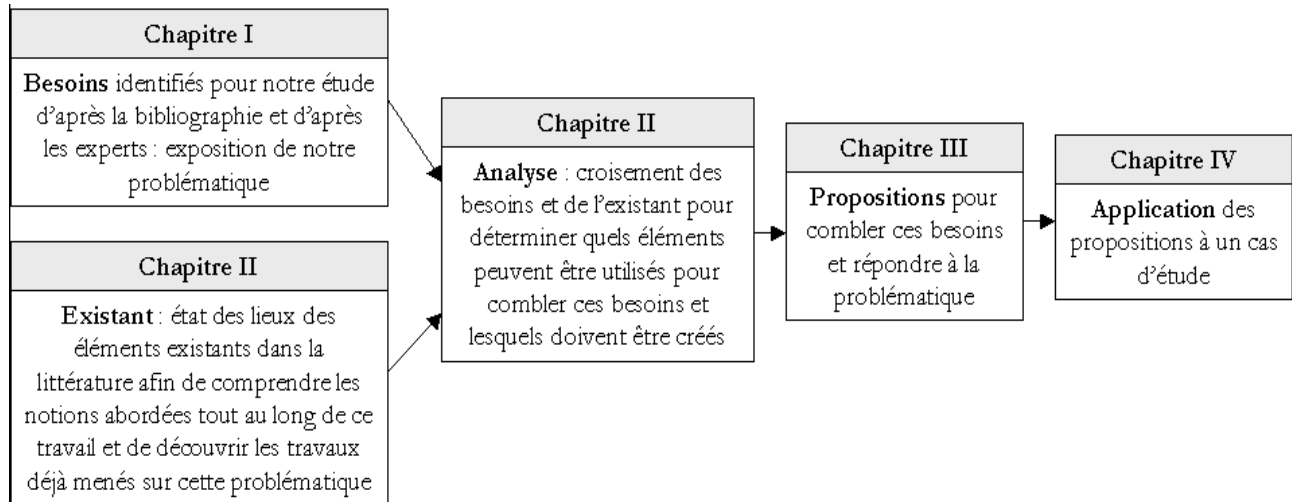 Chapitre I
Besoins identifiés pour notre étude
d'après la bibliographie et d'après
les experts : exposition de notre
problématique
Chapitre II
Existant : état des lieux des
éléments existants dans la
littérature afin de comprendre les
notions abordées tout au long de ce
travail et de découvrir les travaux
déjà menés sur cette problématique
Chapitre II
Analyse : croisement des
besoins et de l'existant pour
déterminer quels éléments
peuvent être utilisés pour
combler ces besoins et
lesquels doivent être créés
Chapitre III
Propositions pour
combler ces besoins
et répondre à la
problématique
Chapitre IV
Application des
propositions à un cas
d'étude